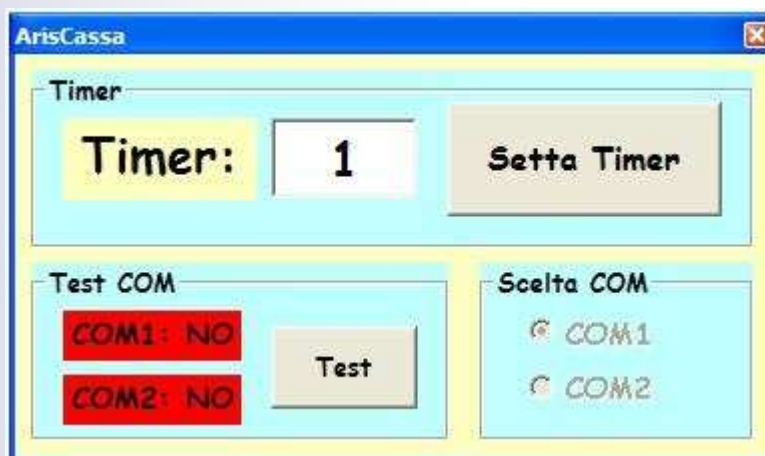 ArisCassa
Timer
Timer: 1 Setta Timer
Test COM
COM1: NO
COM2: NO
Test
Scelta COM
COM1
COM2